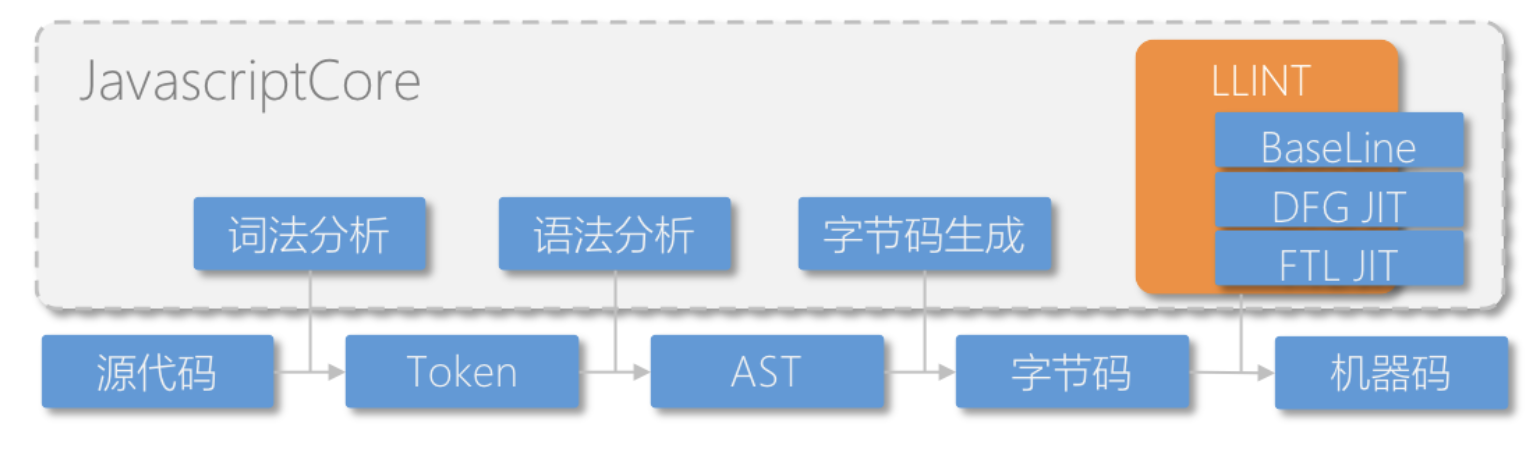 JavascriptCore
LLINT
BaseLine
DFG JIT
FTL JIT
词法分析
语法分析
字节码生成
源代码
Token
AST
字节码
机器码